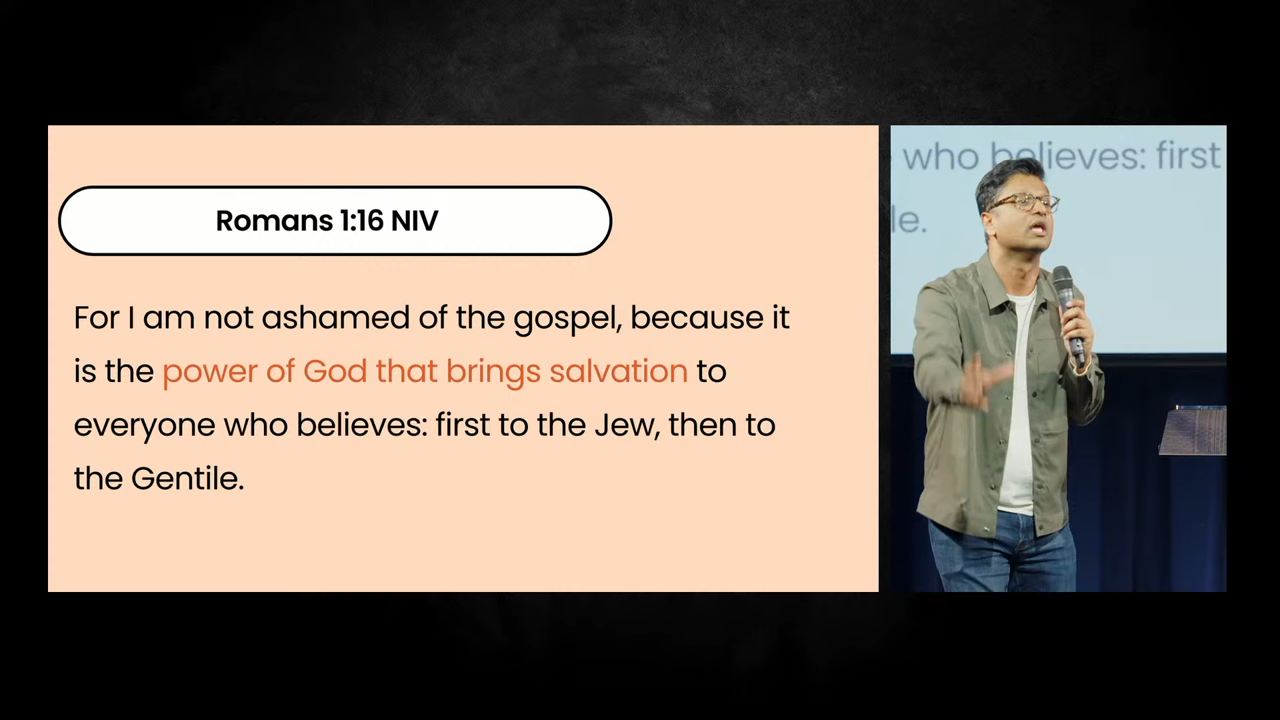 Romans 1:16 NIV
For I am not ashamed of the gospel, because it
is the power of God that brings salvation to
everyone who believes: first to the Jew, then to
the Gentile.
who believes: first
le.